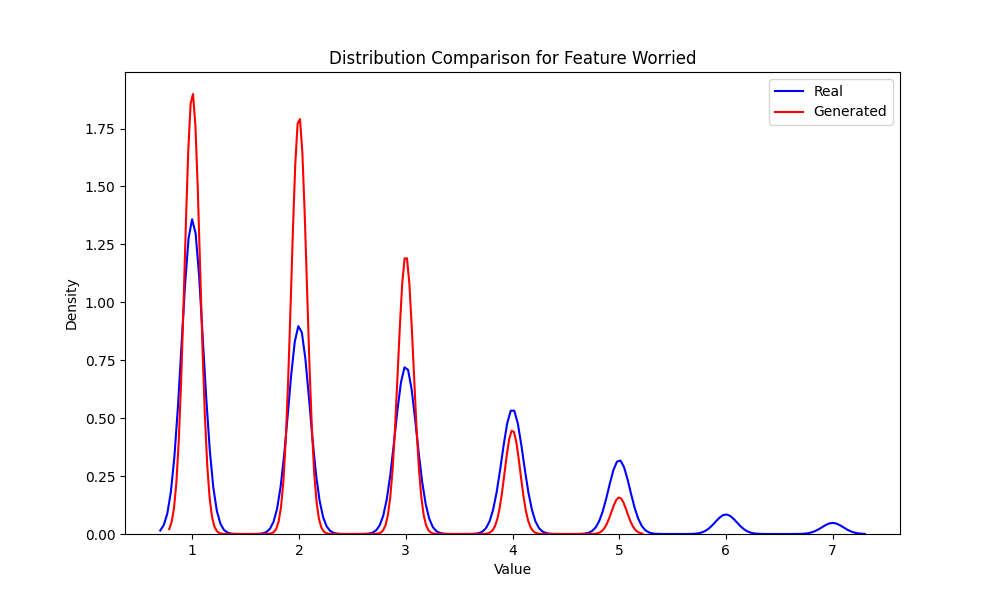 Distribution Comparison for Feature Worried
Real
Generated
Density
1.75
1.50
1.25
1.00
0.75
0.50
0.25
0.00
1 2 3 4 5 6 7
Value